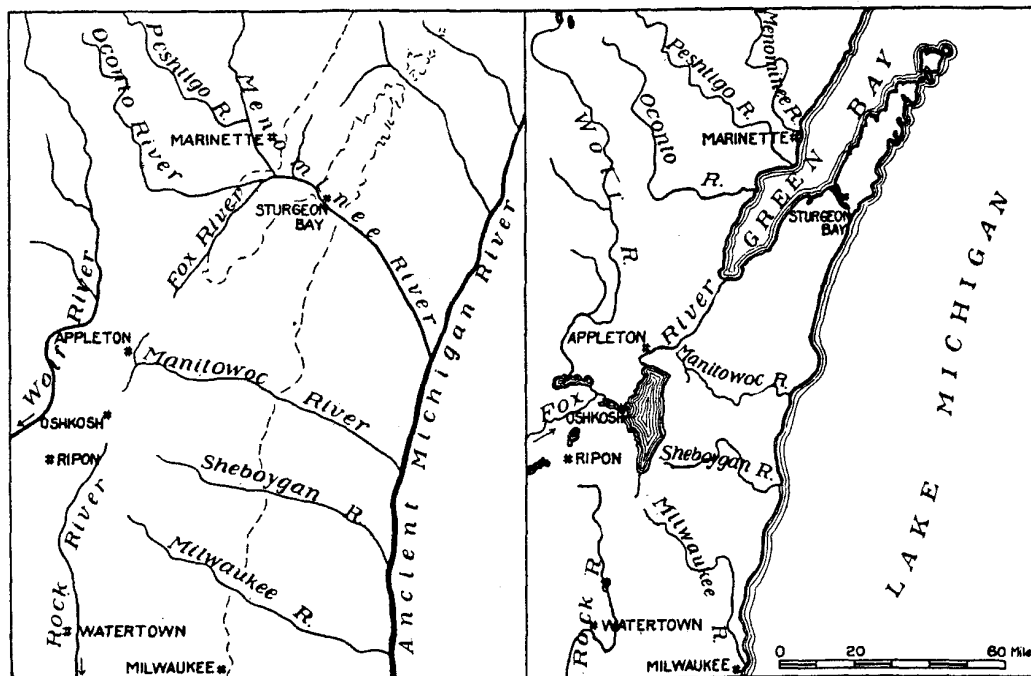 Oconto River
Peshtigo R.
Menominee River
MARINETTE
STURGEON
BAY
Fox River
Wolf River
APPLETON
Manitowoc River
OSHKOSH
RIPON
Sheboygan R.
Ancient Michigan River
Rock River
Milwaukee R.
WATERTOWN
MILWAUKEE
Wolf R.
Oconto R.
Peshtigo R.
Menominee R.
MARINETTE
GREEN BAY
STURGEON
BAY
LAKE MICHIGAN
APPLETON
Fox River
Manitowoc R.
OSHKOSH
RIPON
Sheboygan R.
Milwaukee R.
Rock R.
WATERTOWN
MILWAUKEE
0 20 60 Mile